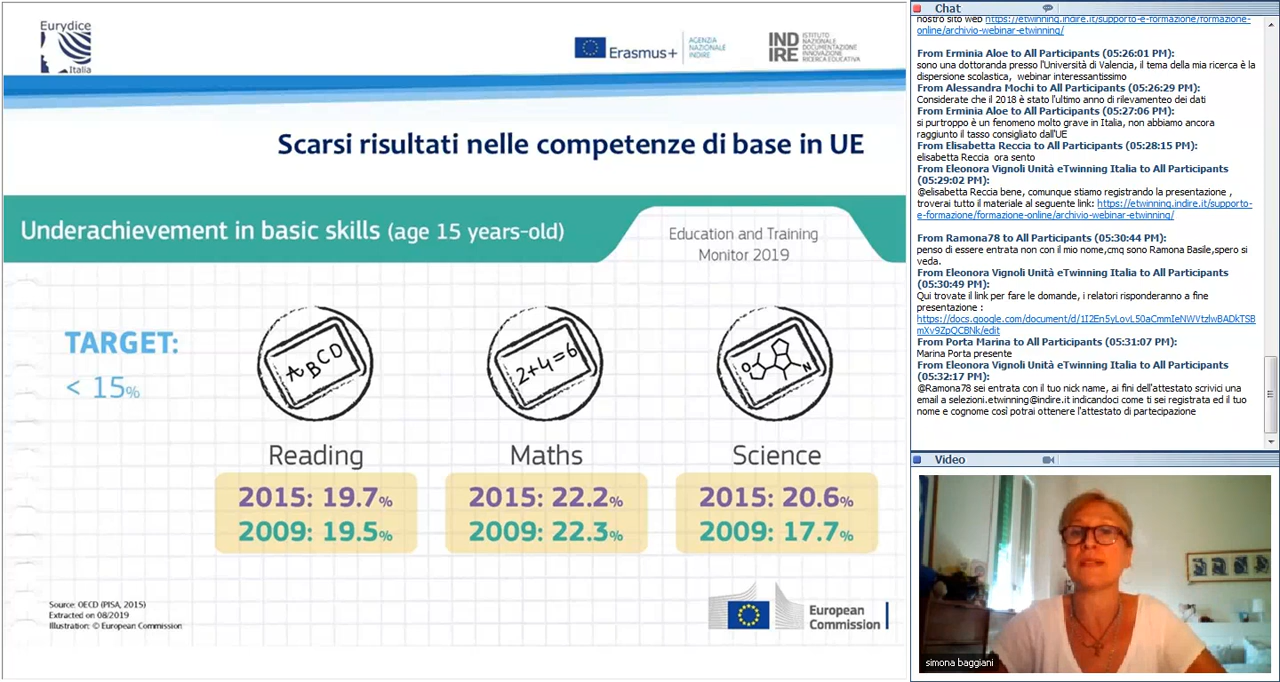 Eurydice
Italia
Erasmus+
AGENZIA
NAZIONALE
INDIRE
IND
IRE
ISTITUTO
NAZIONALE
DOCUMENTAZIONE
INNOVAZIONE
RICERCA EDUCATIVA
Scarsi risultati nelle competenze di base in UE
Underachievement in basic skills (age 15 years-old)
Education and Training
Monitor 2019
TARGET:
< 15%
ABCD
2+4=6
O
N
Reading
Maths
Science
2015: 19.7%
2009: 19.5%
2015: 22.2%
2009: 22.3%
2015: 20.6%
2009: 17.7%
Source: OECD (PISA, 2015)
Extracted on 08/2019
Illustration: © European Commission
European
Commission
Chat
nostro sito web https://etwinning.indire.it/supporto-e-formazione/formazione-
online/archivio-webinar-etwinning/
From Erminia Aloe to All Participants (05:26:01 PM):
sono una dottoranda presso l'Università di Valencia, il tema della mia ricerca è la
dispersione scolastica, webinar interessantissimo
From Alessandra Mochi to All Participants (05:26:29 PM):
Considerate che il 2018 è stato l'ultimo anno di rilevamenteo dei dati
From Erminia Aloe to All Participants (05:27:06 PM):
si purtroppo è un fenomeno molto grave in Italia, non abbiamo ancora
raggiunto il tasso consigliato dall'UE
From Elisabetta Reccia to All Participants (05:28:15 PM):
elisabetta Reccia ora sento
From Eleonora Vignoli Unità eTwinning Italia to All Participants
(05:29:02 PM):
@elisabetta Reccia bene, comunque stiamo registrando la presentazione ,
troverai tutto il materiale al seguente link: https://etwinning.indire.it/supporto-
e-formazione/formazione-online/archivio-webinar-etwinning/
From Ramona78 to All Participants (05:30:44 PM):
penso di essere entrata non con il mio nome,cmq sono Ramona Basile,spero si
veda.
From Eleonora Vignoli Unità eTwinning Italia to All Participants
(05:30:49 PM):
Qui trovate il link per fare le domande, i relatori risponderanno a fine
presentazione :
https://docs.google.com/document/d/1I2En5yLovL50aCmmIeNWVtzlwBADkTSB
mXv9ZpQCBNk/edit
From Porta Marina to All Participants (05:31:07 PM):
Marina Porta presente
From Eleonora Vignoli Unità eTwinning Italia to All Participants
(05:32:17 PM):
@Ramona78 sei entrata con il tuo nick name, ai fini dell'attestato scrivici una
email a selezioni.etwinning@indire.it indicandoci come ti sei registrata ed il tuo
nome e cognome così potrai ottenere l'attestato di partecipazione
Video
simona baggiani